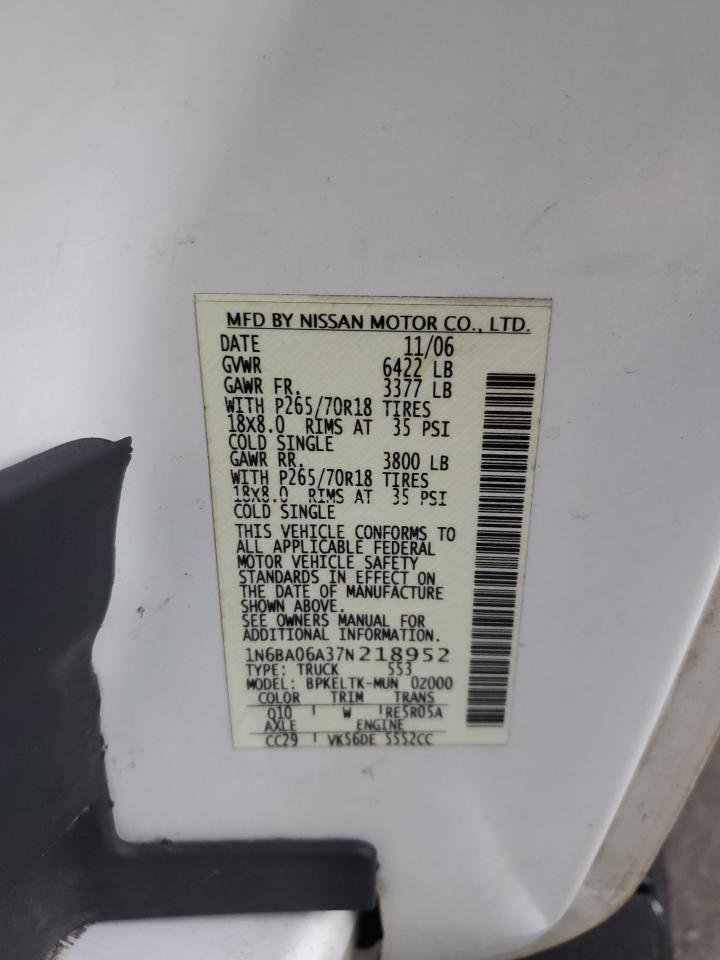 MFD BY NISSAN MOTOR CO., LTD.
DATE 11/06
GVWR 6422 LB
GAWR FR. 3377 LB
WITH P265/70R18 TIRES
18X8.0 RIMS AT 35 PSI
COLD SINGLE
GAWR RR. 3800 LB
WITH P265/70R18 TIRES
18X8.0 RIMS AT 35 PSI
COLD SINGLE
THIS VEHICLE CONFORMS TO
ALL APPLICABLE FEDERAL
MOTOR VEHICLE SAFETY
STANDARDS IN EFFECT ON
THE DATE OF MANUFACTURE
SHOWN ABOVE.
SEE OWNERS MANUAL FOR
ADDITIONAL INFORMATION.
1N6BA06A37N218952
TYPE: TRUCK 553
MODEL: BPKELTK-MUN 0Z000
COLOR TRIM TRANS
Q10 W RE5R05A
AXLE ENGINE
CC29 VK56DE 5552CC